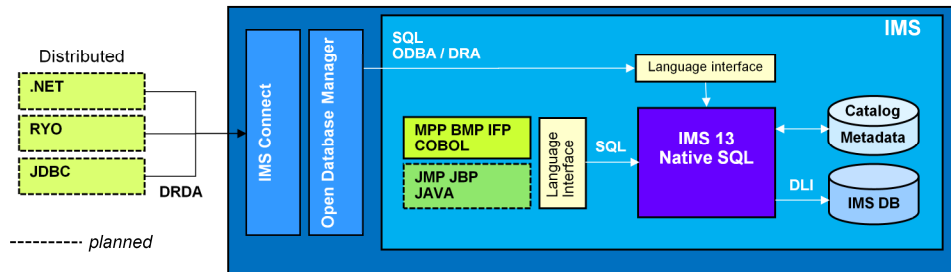 Distributed
.NET
RYO
JDBC
DRDA
planned
IMS Connect
Open Database Manager
IMS
SQL
ODBA / DRA
Language interface
MPP BMP IFP
COBOL
JMP JBP
JAVA
Language
Interface
SQL
IMS 13
Native SQL
Catalog
Metadata
DLI
IMS DB